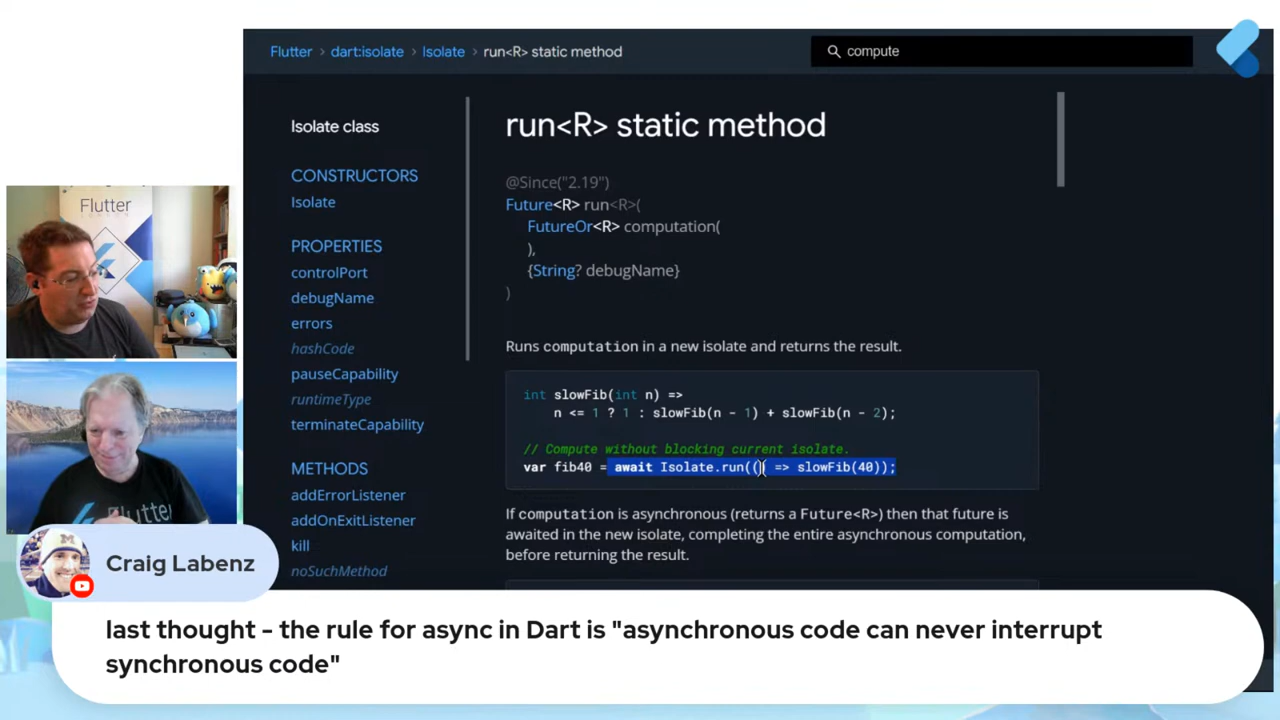 Flutter > dart:isolate > Isolate > run<R> static method
compute
Isolate class
CONSTRUCTORS
Isolate
PROPERTIES
controlPort
debugName
errors
hashCode
pauseCapability
runtimeType
terminateCapability
METHODS
addErrorListener
addOnExitListener
kill
noSuchMethod
run<R> static method
@Since("2.19")
Future<R> run<R>(
FutureOr<R> computation(
),
{String? debugName}
)
Runs computation in a new isolate and returns the result.
int slowFib(int n) =>
n <= 1 ? 1 : slowFib(n - 1) + slowFib(n - 2);
// Compute without blocking current isolate.
var fib40 = await Isolate.run(() => slowFib(40));
If computation is asynchronous (returns a Future<R>) then that future is
awaited in the new isolate, completing the entire asynchronous computation,
before returning the result.
Flutter
Flutter
Craig Labenz
last thought - the rule for async in Dart is "asynchronous code can never interrupt
synchronous code"